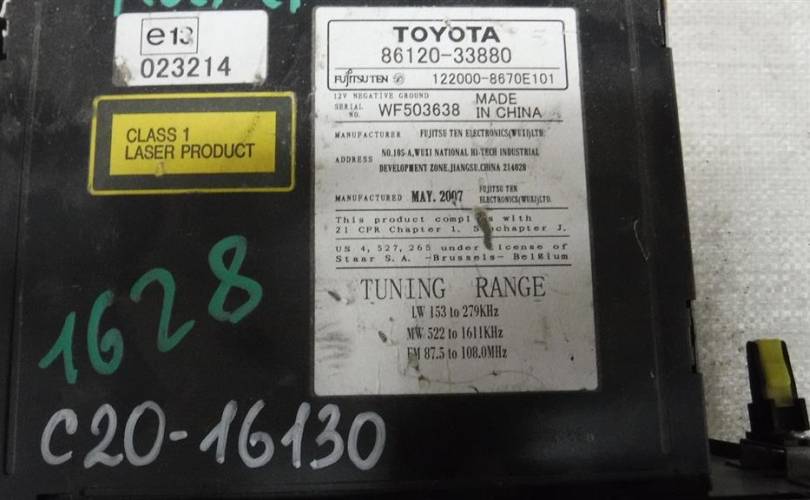 e13
023214
CLASS 1
LASER PRODUCT
TOYOTA
86120-33880
FUJITSU TEN 122000-8670E101
12V NEGATIVE GROUND
SERIAL NO. WF503638 MADE IN CHINA
MANUFACTURER FUJITSU TEN ELECTRONICS(WUXI)LTD.
ADDRESS NO.105-A,WUXI NATIONAL HI-TECH INDUSTRIAL
DEVELOPMENT ZONE,JIANGSU.CHINA 214028
MANUFACTURED MAY. 2007 FUJITSU TEN
ELECTRONICS(WUXI)LTD.
This product complies with
21 CFR Chapter 1. Subchapter J.
US 4, 527, 265 under license of
Staar S. A. -Brussels- Belgium
TUNING RANGE
LW 153 to 279KHz
MW 522 to 1611KHz
FM 87.5 to 108.0MHz
1628
C20-16130